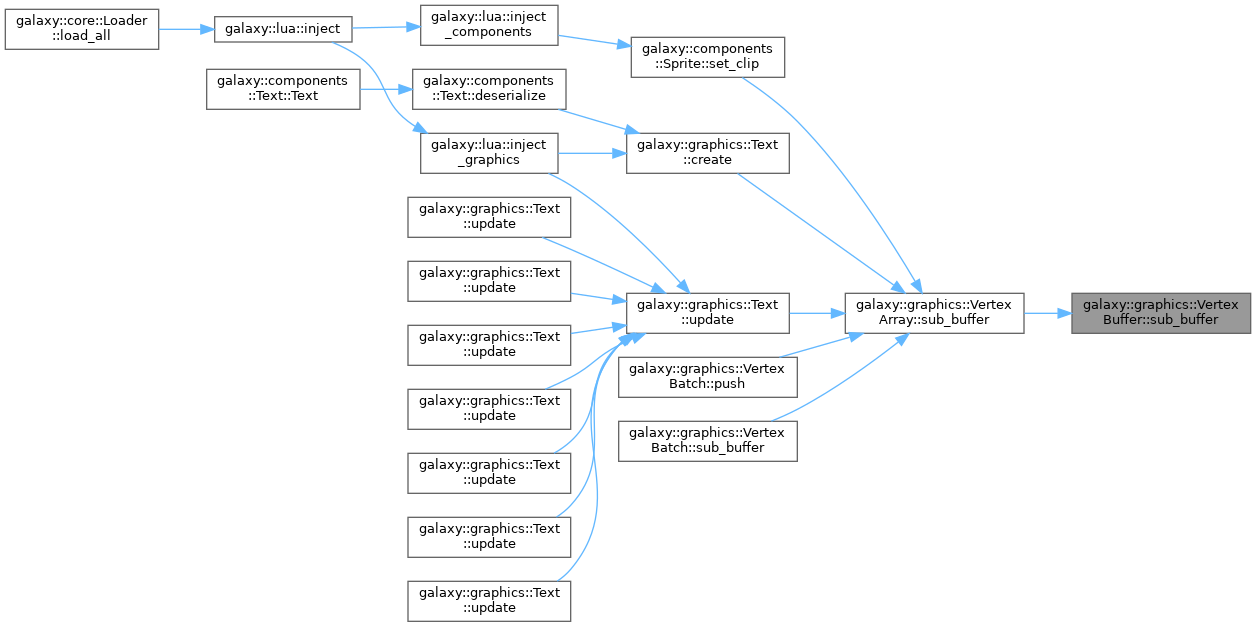 galaxy::core::Loader
::load_all
galaxy::lua::inject
galaxy::lua::inject
_components
galaxy::components
::Sprite::set_clip
galaxy::components
::Text::Text
galaxy::components
::Text::deserialize
galaxy::lua::inject
_graphics
galaxy::graphics::Text
::create
galaxy::graphics::Text
::update
galaxy::graphics::Text
::update
galaxy::graphics::Text
::update
galaxy::graphics::Text
::update
galaxy::graphics::Text
::update
galaxy::graphics::Text
::update
galaxy::graphics::Text
::update
galaxy::graphics::Text
::update
galaxy::graphics::Vertex
Batch::push
galaxy::graphics::Vertex
Batch::sub_buffer
galaxy::graphics::Vertex
Array::sub_buffer
galaxy::graphics::Vertex
Buffer::sub_buffer